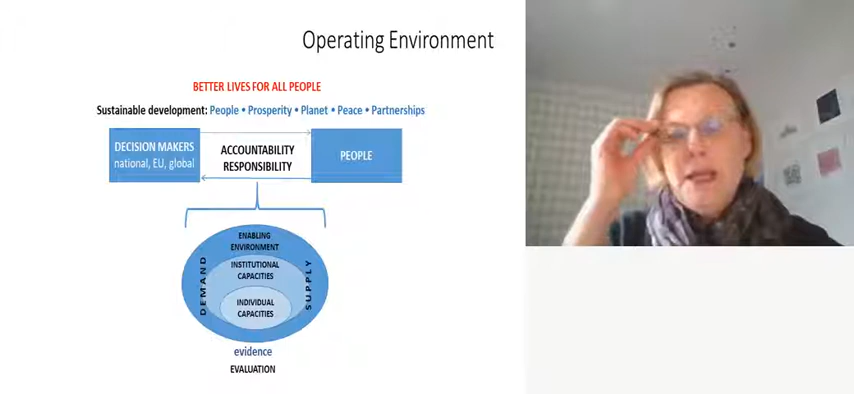 Operating Environment
BETTER LIVES FOR ALL PEOPLE
Sustainable development: People • Prosperity • Planet • Peace • Partnerships
DECISION MAKERS
national, EU, global
ACCOUNTABILITY
RESPONSIBILITY
PEOPLE
ENABLING
ENVIRONMENT
DEMAND
INSTITUTIONAL
CAPACITIES
SUPPLY
INDIVIDUAL
CAPACITIES
evidence
EVALUATION